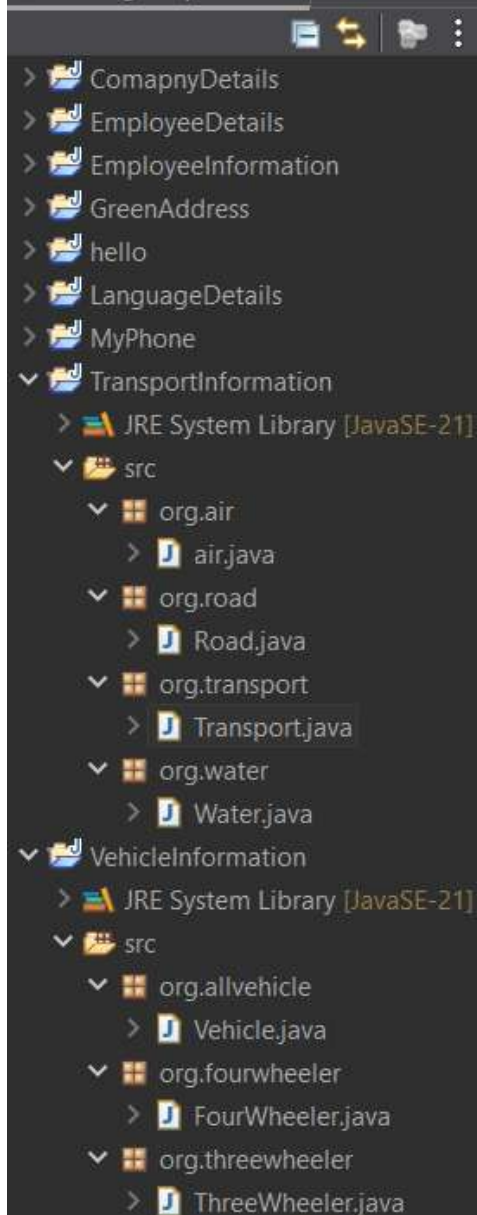 ComapnyDetails
EmployeeDetails
EmployeeInformation
GreenAddress
hello
LanguageDetails
MyPhone
TransportInformation
JRE System Library [JavaSE-21]
src
org.air
air.java
org.road
Road.java
org.transport
Transport.java
org.water
Water.java
VehicleInformation
JRE System Library [JavaSE-21]
src
org.allvehicle
Vehicle.java
org.fourwheeler
FourWheeler.java
org.threewheeler
ThreeWheeler.java